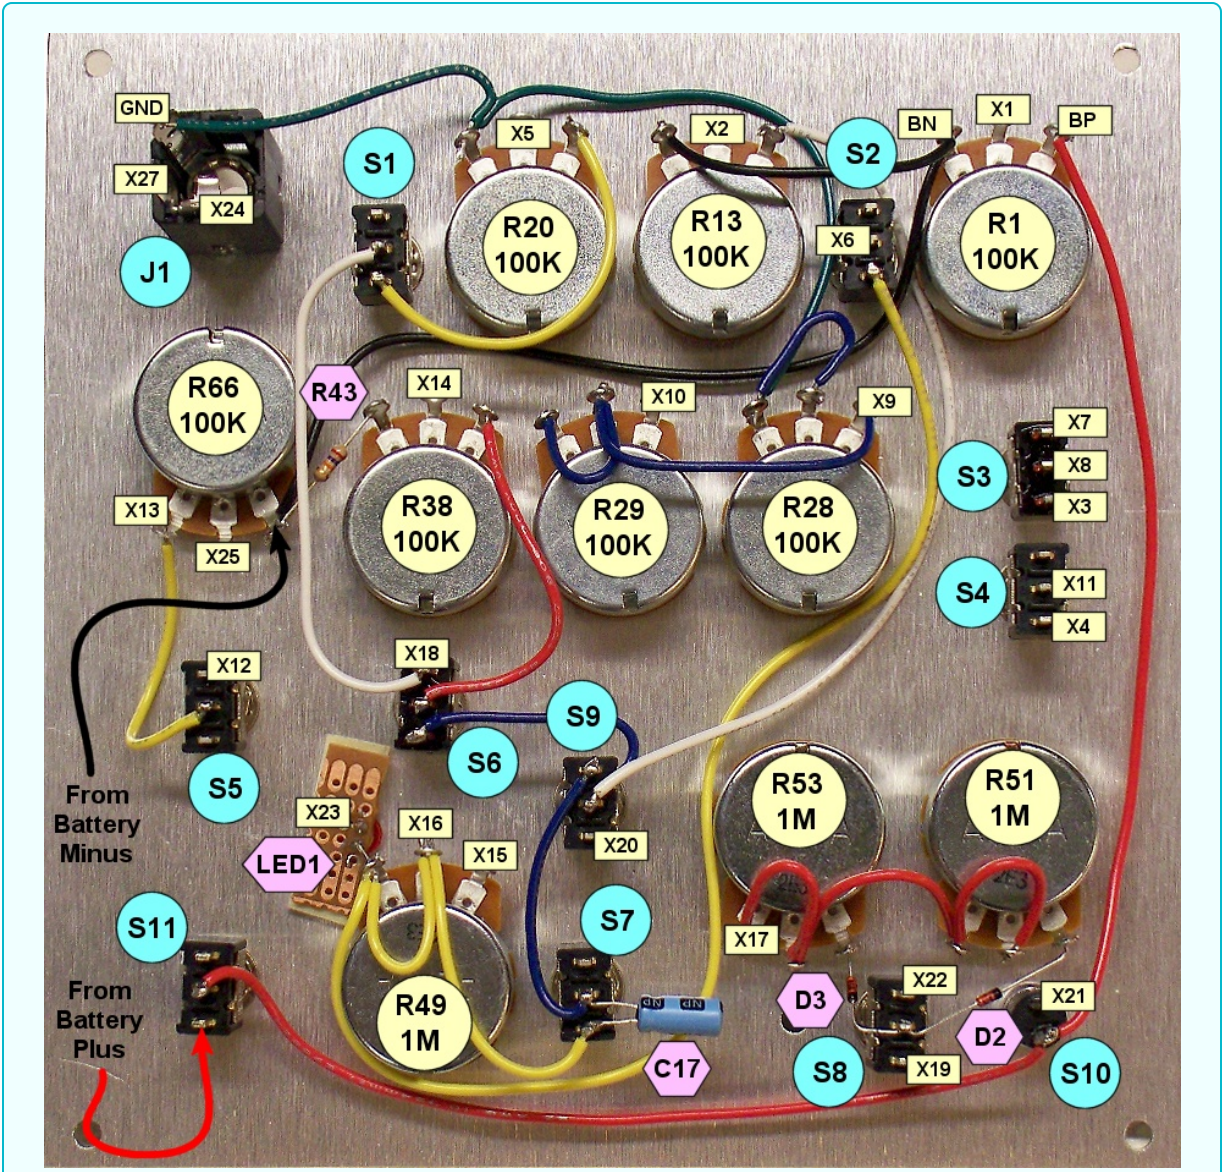 GND
X27
X24
J1
S1
X5
X2
S2
BN
X1
BP
R20
100K
R13
100K
X6
R1
100K
R66
100K
R43
X14
X10
X9
X7
X8
X3
S3
R38
100K
R29
100K
R28
100K
X13
X25
S4
X11
X4
X12
X18
S9
S6
S5
From
Battery
Minus
R53
1M
R51
1M
X23
X16
LED1
X15
X20
S11
S7
X17
From
Battery
Plus
R49
1M
NP
NP
D3
X22
X21
D2
C17
S8
X19
S10